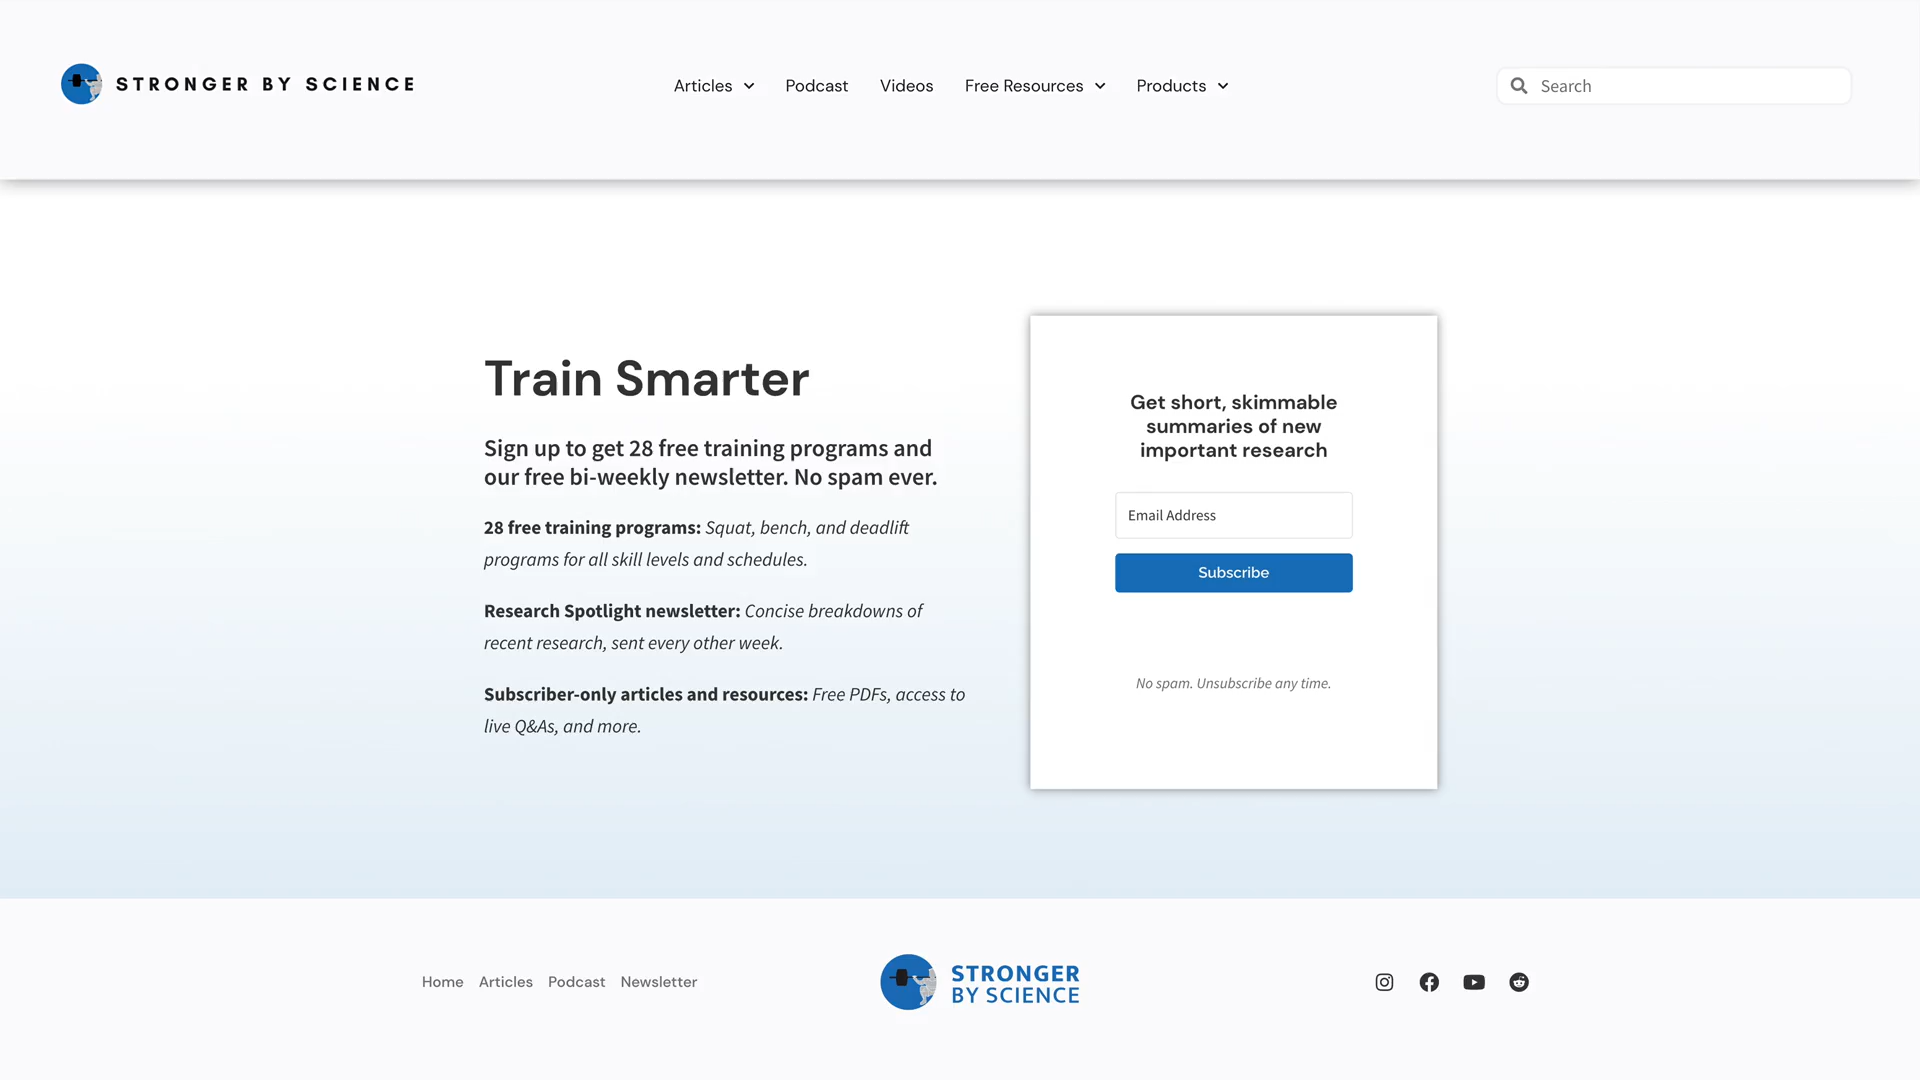 STRONGER BY SCIENCE
Articles
Podcast
Videos
Free Resources
Products
Search
Train Smarter
Sign up to get 28 free training programs and
our free bi-weekly newsletter. No spam ever.
28 free training programs: Squat, bench, and deadlift
programs for all skill levels and schedules.
Research Spotlight newsletter: Concise breakdowns of
recent research, sent every other week.
Subscriber-only articles and resources: Free PDFs, access to
live Q&As, and more.
Get short, skimmable
summaries of new
important research
Email Address
Subscribe
No spam. Unsubscribe any time.
Home
Articles
Podcast
Newsletter
STRONGER
BY SCIENCE